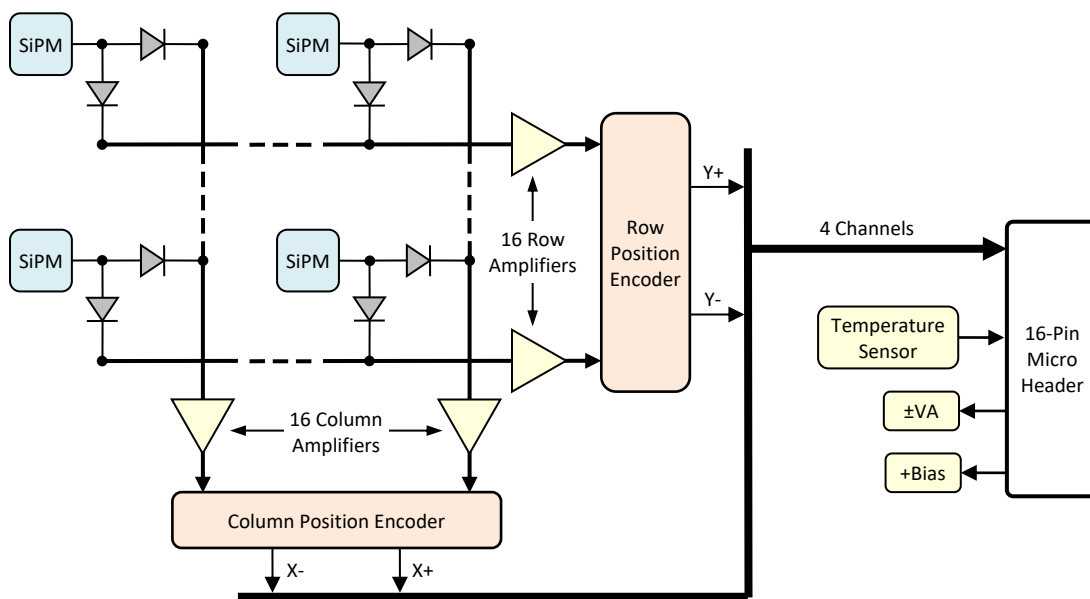 SiPM
SiPM
Y+
Row
Position
Encoder
16 Row
Amplifiers
4 Channels
SiPM
SiPM
Y-
Temperature
Sensor
16-Pin
Micro
Header
±VA
16 Column
Amplifiers
+Bias
Column Position Encoder
X-
X+